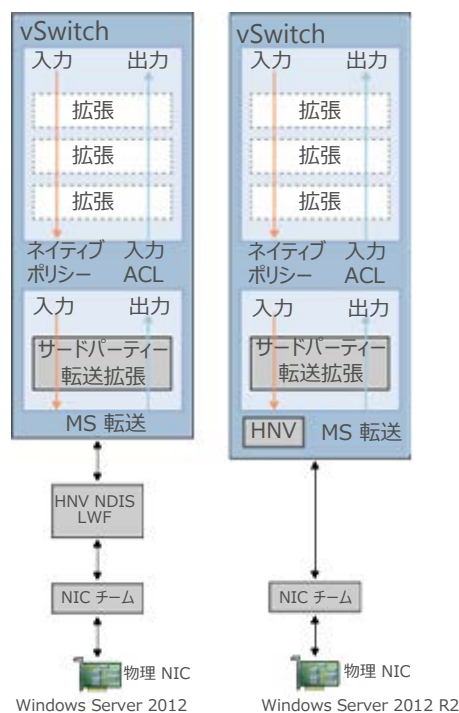 vSwitch
入力 出力
拡張
拡張
拡張
ネイティブ 入力
ポリシー ACL
入力 出力
サードパーティー
転送拡張
MS 転送
HNV NDIS
LWF
NIC チーム
物理 NIC
Windows Server 2012
vSwitch
入力 出力
拡張
拡張
拡張
ネイティブ 入力
ポリシー ACL
入力 出力
サードパーティー
転送拡張
HNV MS 転送
NIC チーム
物理 NIC
Windows Server 2012 R2